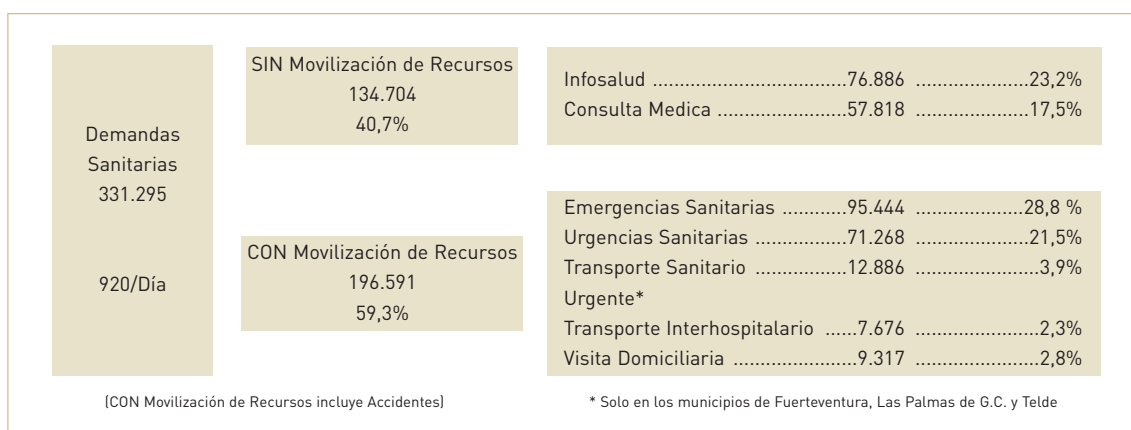 Demandas
Sanitarias
331.295
920/Día
SIN Movilización de Recursos
134.704
40,7%
Infosalud ..............................76.886 ..................23,2%
Consulta Medica ....................57.818 ..................17,5%
CON Movilización de Recursos
196.591
59,3%
Emergencias Sanitarias ............95.444 .................28,8 %
Urgencias Sanitarias ................71.268 ..................21,5%
Transporte Sanitario ................12.886 ....................3,9%
Urgente*
Transporte Interhospitalario ......7.676 ....................2,3%
Visita Domiciliaria ....................9.317 ....................2,8%
(CON Movilización de Recursos incluye Accidentes)
* Solo en los municipios de Fuerteventura, Las Palmas de G.C. y Telde